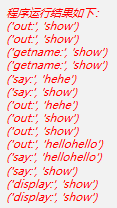 程序运行结果如下:
('out:', 'show')
('out:', 'show')
('getname:', 'show')
('getname:', 'show')
('say:', 'hehe')
('say:', 'show')
('out:', 'hehe')
('out:', 'show')
('out:', 'show')
('out:', 'hellohello')
('say:', 'hellohello')
('say:', 'show')
('display:', 'show')
('display:', 'show')